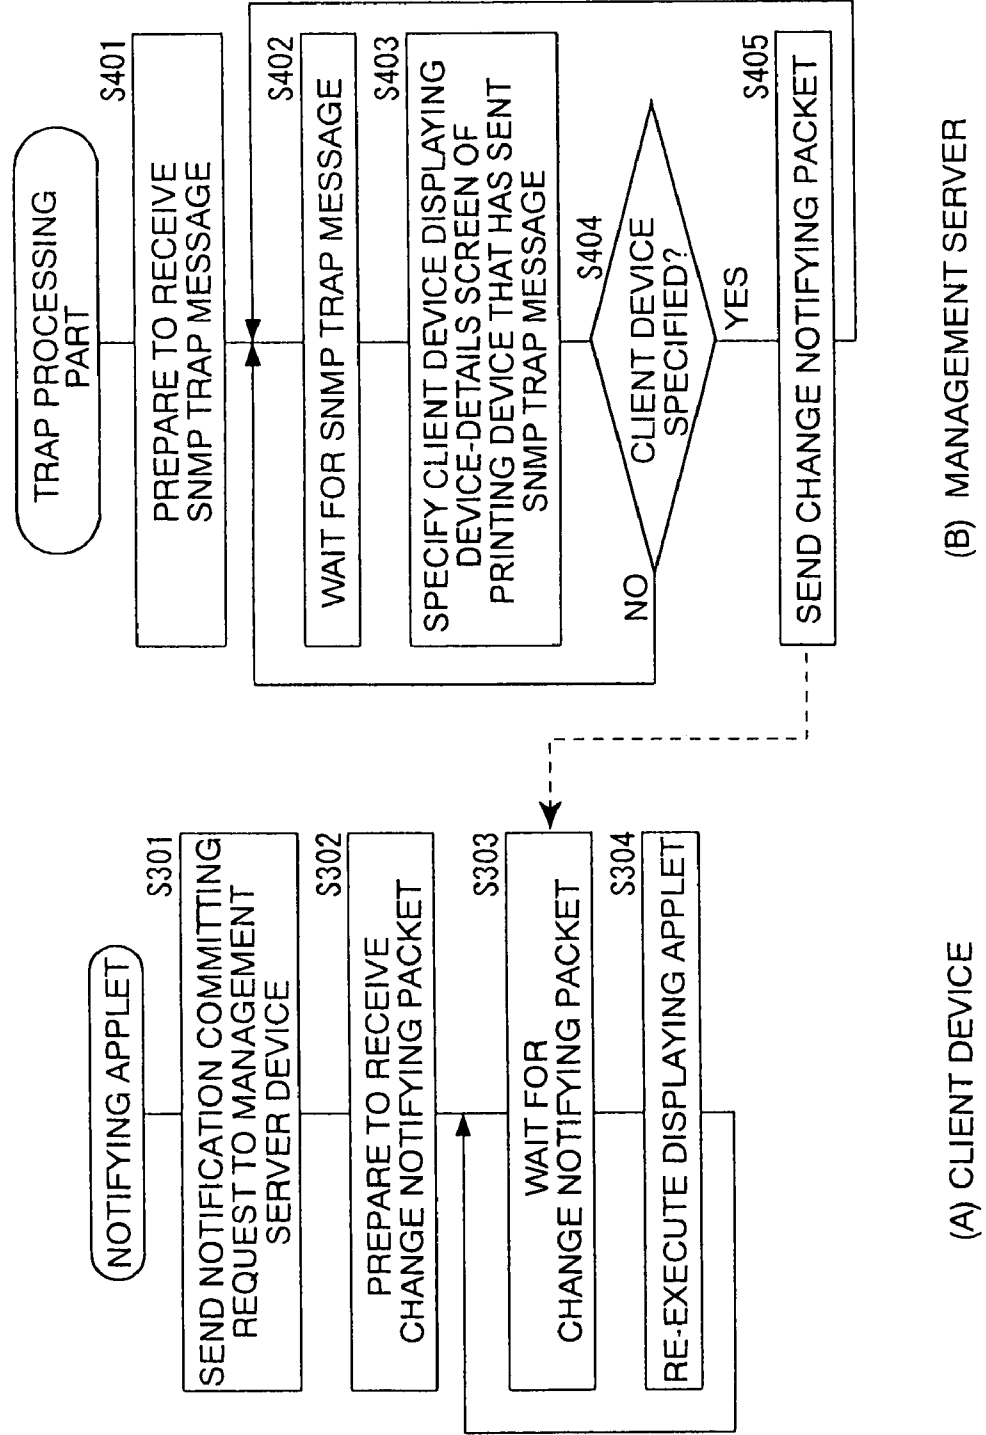 NOTIFYING APPLET
S301
SEND NOTIFICATION COMMITTING
REQUEST TO MANAGEMENT
SERVER DEVICE
S302
PREPARE TO RECEIVE
CHANGE NOTIFYING PACKET
S303
WAIT FOR
CHANGE NOTIFYING PACKET
S304
RE-EXECUTE DISPLAYING APPLET
(A) CLIENT DEVICE
TRAP PROCESSING
PART
S401
PREPARE TO RECEIVE
SNMP TRAP MESSAGE
S402
WAIT FOR SNMP TRAP MESSAGE
S403
SPECIFY CLIENT DEVICE DISPLAYING
DEVICE-DETAILS SCREEN OF
PRINTING DEVICE THAT HAS SENT
SNMP TRAP MESSAGE
S404
CLIENT DEVICE
SPECIFIED?
NO
YES
S405
SEND CHANGE NOTIFYING PACKET
(B) MANAGEMENT SERVER